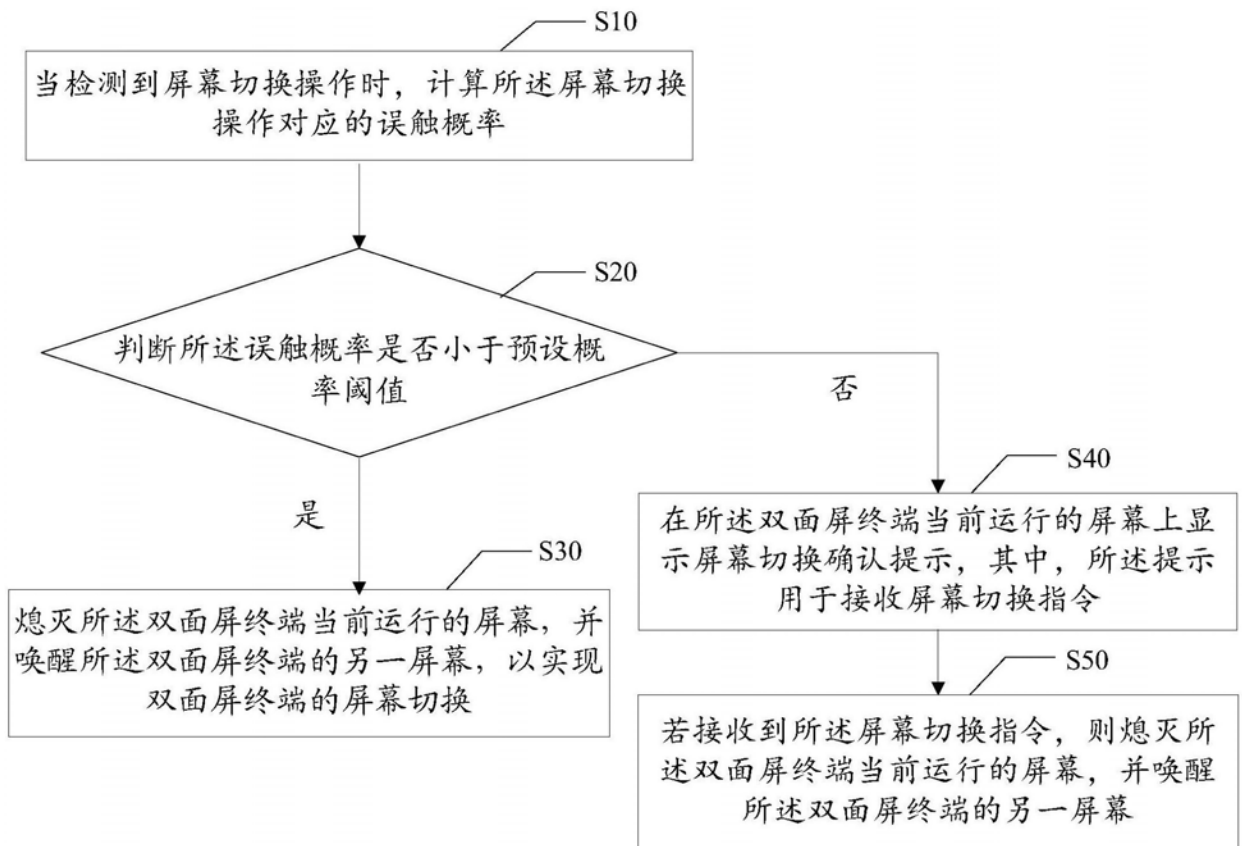 S10
当检测到屏幕切换操作时，计算所述屏幕切换
操作对应的误触概率
S20
判断所述误触概率是否小于预设概
率阈值
否
是
S40
在所述双面屏终端当前运行的屏幕上显
示屏幕切换确认提示，其中，所述提示
用于接收屏幕切换指令
S30
熄灭所述双面屏终端当前运行的屏幕，并
唤醒所述双面屏终端的另一屏幕，以实现
双面屏终端的屏幕切换
S50
若接收到所述屏幕切换指令，则熄灭所
述双面屏终端当前运行的屏幕，并唤醒
所述双面屏终端的另一屏幕